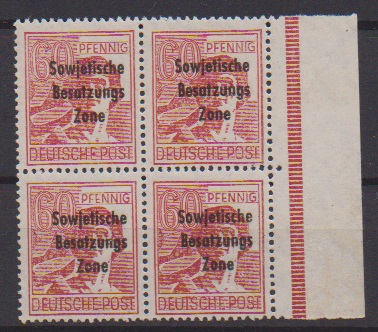 60 PFENNIG
Sowjetische
Besatzungs
Zone
DEUTSCHE POST
60 PFENNIG
Sowjetische
Besatzungs
Zone
DEUTSCHE POST
60 PFENNIG
Sowjetische
Besatzungs
Zone
DEUTSCHE POST
60 PFENNIG
Sowjetische
Besatzungs
Zone
DEUTSCHE POST